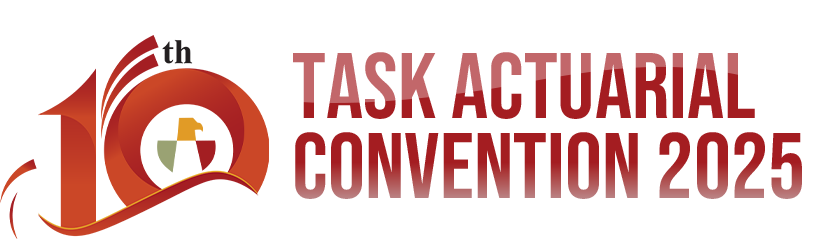 10th
TASK ACTUARIAL
CONVENTION 2025